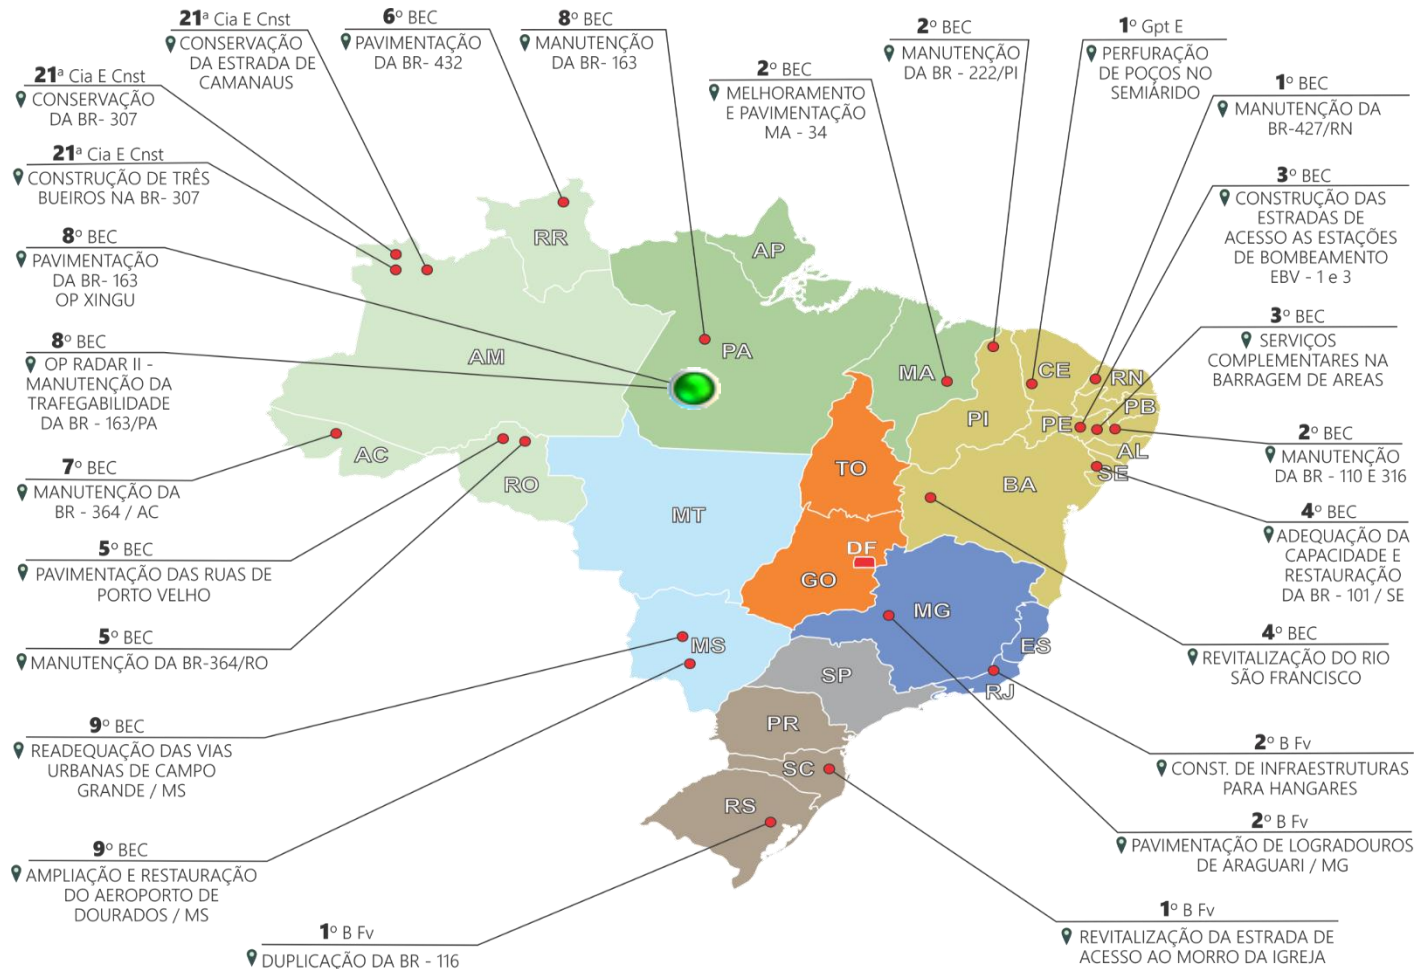 21ª Cia E Cnst
CONSERVAÇÃO
DA ESTRADA DE
CAMANAUS
6º BEC
PAVIMENTAÇÃO
DA BR- 432
8º BEC
MANUTENÇÃO
DA BR- 163
2º BEC
MELHORAMENTO
E PAVIMENTAÇÃO
MA - 34
2º BEC
MANUTENÇÃO
DA BR - 222/PI
1º Gpt E
PERFURAÇÃO
DE POÇOS NO
SEMIÁRIDO
21ª Cia E Cnst
CONSERVAÇÃO
DA BR- 307
21ª Cia E Cnst
CONSTRUÇÃO DE TRÊS
BUEIROS NA BR- 307
8º BEC
PAVIMENTAÇÃO
DA BR- 163
OP XINGU
8º BEC
OP RADAR II -
MANUTENÇÃO DA
TRAFEGABILIDADE
DA BR - 163/PA
7º BEC
MANUTENÇÃO DA
BR - 364 / AC
5º BEC
PAVIMENTAÇÃO DAS RUAS DE
PORTO VELHO
5º BEC
MANUTENÇÃO DA BR-364/RO
9º BEC
READEQUAÇÃO DAS VIAS
URBANAS DE CAMPO
GRANDE / MS
9º BEC
AMPLIAÇÃO E RESTAURAÇÃO
DO AEROPORTO DE
DOURADOS / MS
1º B Fv
DUPLICAÇÃO DA BR - 116
RR
AP
AM
PA
MA
CE
RN
PB
PE
PI
AL
SE
AC
RO
TO
BA
MT
DF
GO
MG
ES
MS
SP
RJ
PR
SC
RS
1º BEC
MANUTENÇÃO DA
BR-427/RN
3º BEC
CONSTRUÇÃO DAS
ESTRADAS DE
ACESSO AS ESTAÇÕES
DE BOMBEAMENTO
EBV - 1 e 3
3º BEC
SERVIÇOS
COMPLEMENTARES NA
BARRAGEM DE AREAS
2º BEC
MANUTENÇÃO
DA BR - 110 E 316
4º BEC
ADEQUAÇÃO DA
CAPACIDADE E
RESTAURAÇÃO
DA BR - 101 / SE
4º BEC
REVITALIZAÇÃO DO RIO
SÃO FRANCISCO
2º B Fv
CONST. DE INFRAESTRUTURAS
PARA HANGARES
2º B Fv
PAVIMENTAÇÃO DE LOGRADOUROS
DE ARAGUARI / MG
1º B Fv
REVITALIZAÇÃO DA ESTRADA DE
ACESSO AO MORRO DA IGREJA